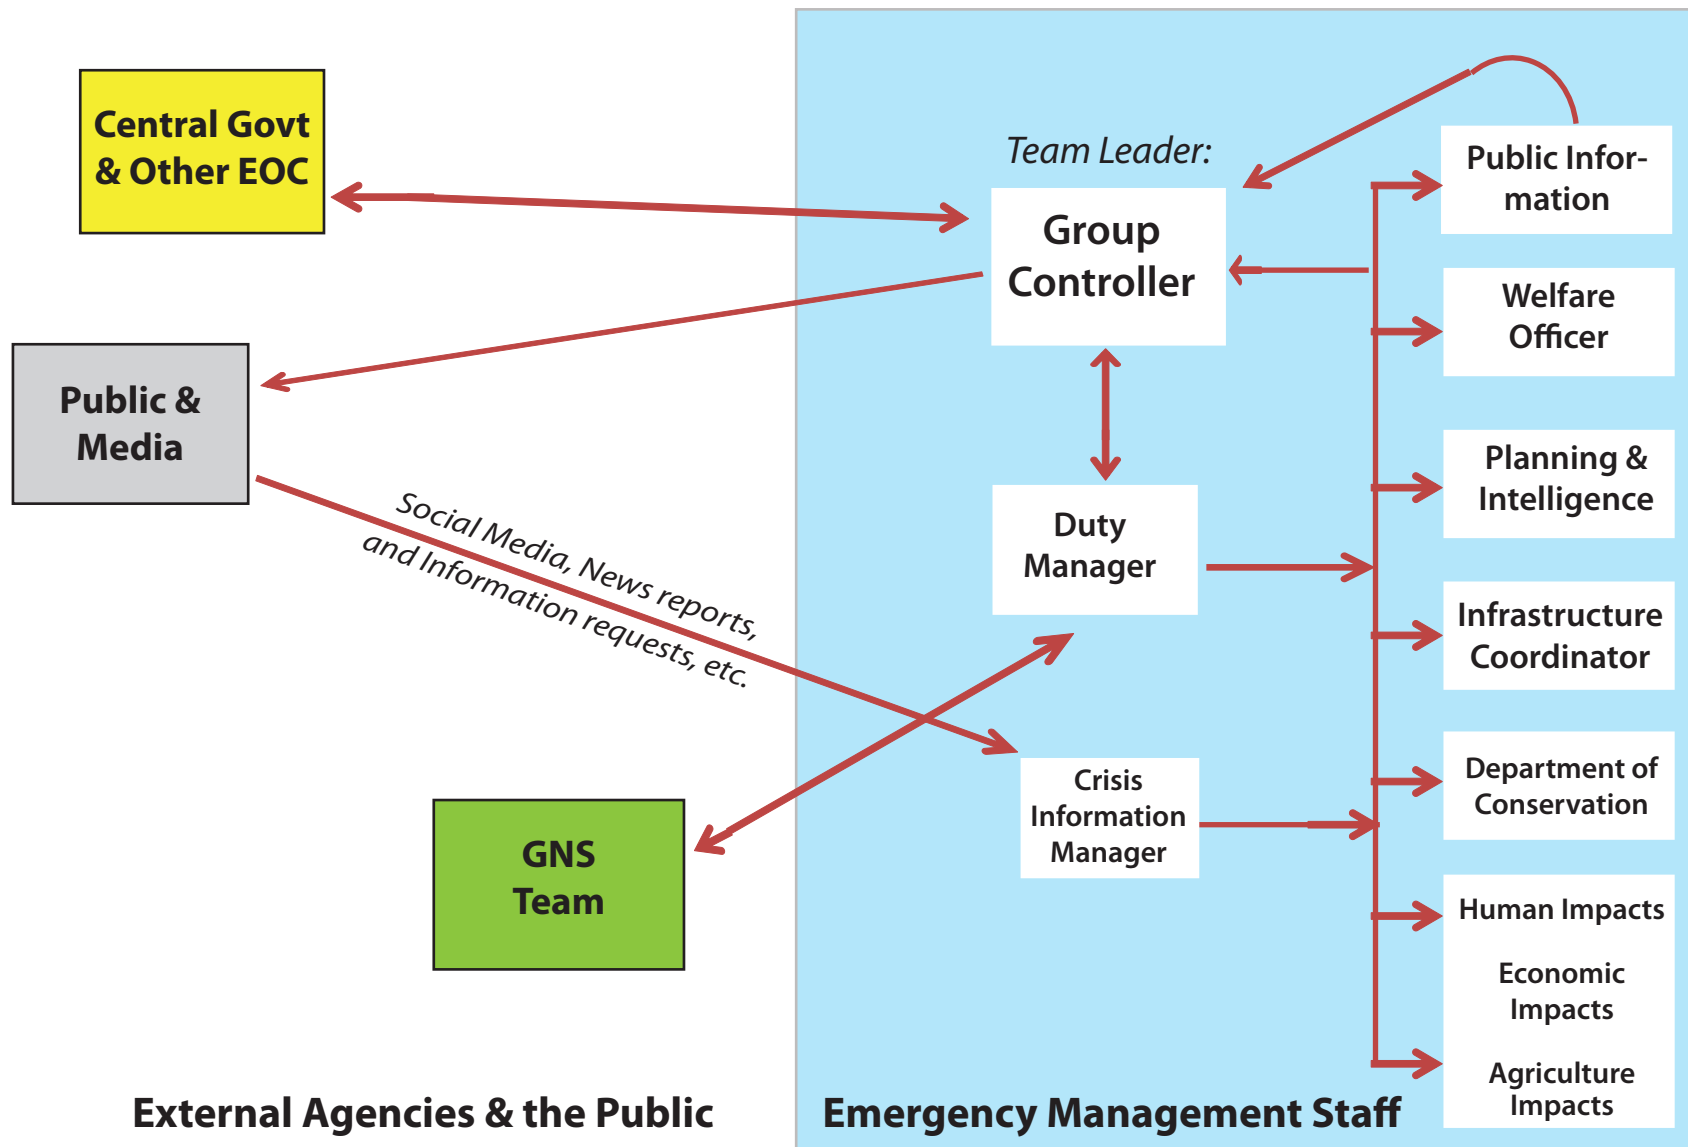 Central Govt
& Other EOC
Public &
Media
Social Media, News reports,
and Information requests, etc.
GNS
Team
External Agencies & the Public
Team Leader:
Group
Controller
Duty
Manager
Crisis
Information
Manager
Public Infor-
mation
Welfare
Officer
Planning &
Intelligence
Infrastructure
Coordinator
Department of
Conservation
Human Impacts
Economic
Impacts
Agriculture
Impacts
Emergency Management Staff